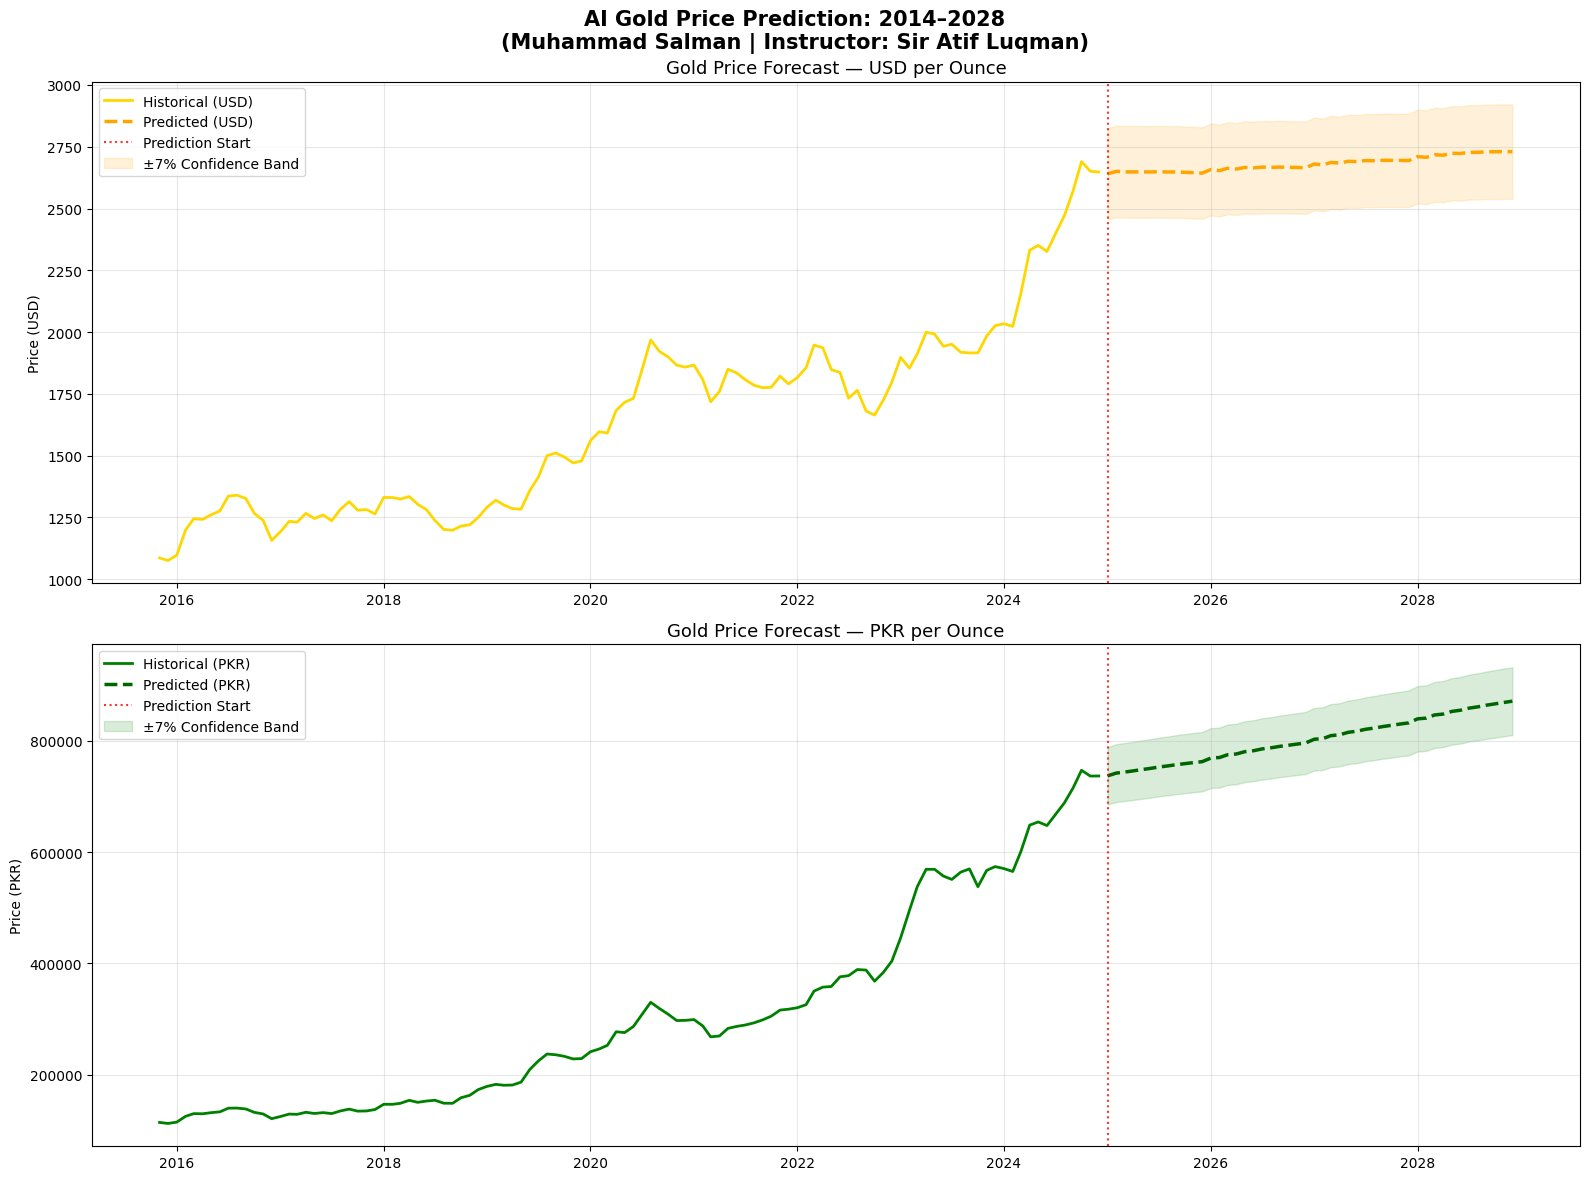 AI Gold Price Prediction: 2014–2028
(Muhammad Salman | Instructor: Sir Atif Luqman)
Gold Price Forecast — USD per Ounce
Historical (USD)
Predicted (USD)
Prediction Start
±7% Confidence Band
Price (USD)
3000
2750
2500
2250
2000
1750
1500
1250
1000
2016
2018
2020
2022
2024
2026
2028
Gold Price Forecast — PKR per Ounce
Historical (PKR)
Predicted (PKR)
Prediction Start
±7% Confidence Band
Price (PKR)
800000
600000
400000
200000
2016
2018
2020
2022
2024
2026
2028